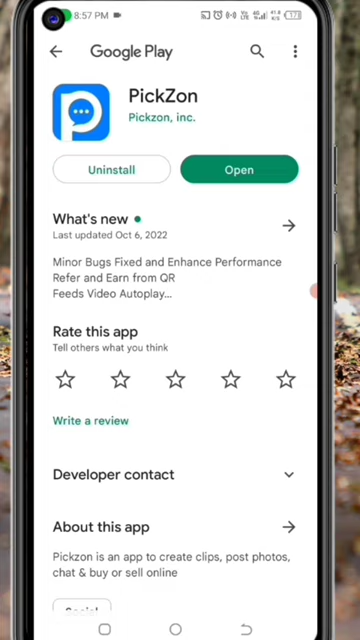 8:57 PM
Google Play
PickZon
Pickzon, inc.
Uninstall
Open
What's new
Last updated Oct 6, 2022
Minor Bugs Fixed and Enhance Performance
Refer and Earn from QR
Feeds Video Autoplay...
Rate this app
Tell others what you think
Write a review
Developer contact
About this app
Pickzon is an app to create clips, post photos,
chat & buy or sell online
Social